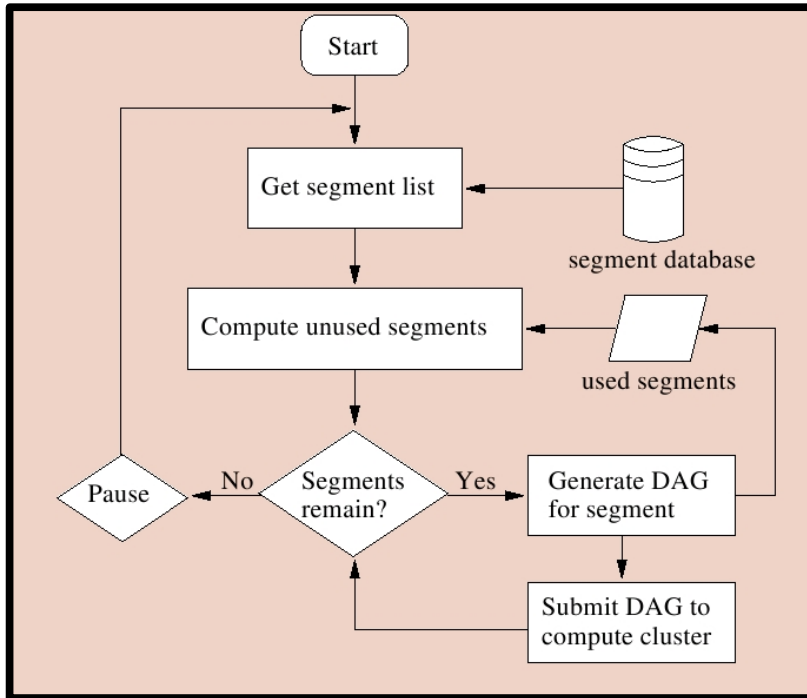 Start
Get segment list
segment database
Compute unused segments
used segments
Pause
No
Segments
remain?
Yes
Generate DAG
for segment
Submit DAG to
compute cluster